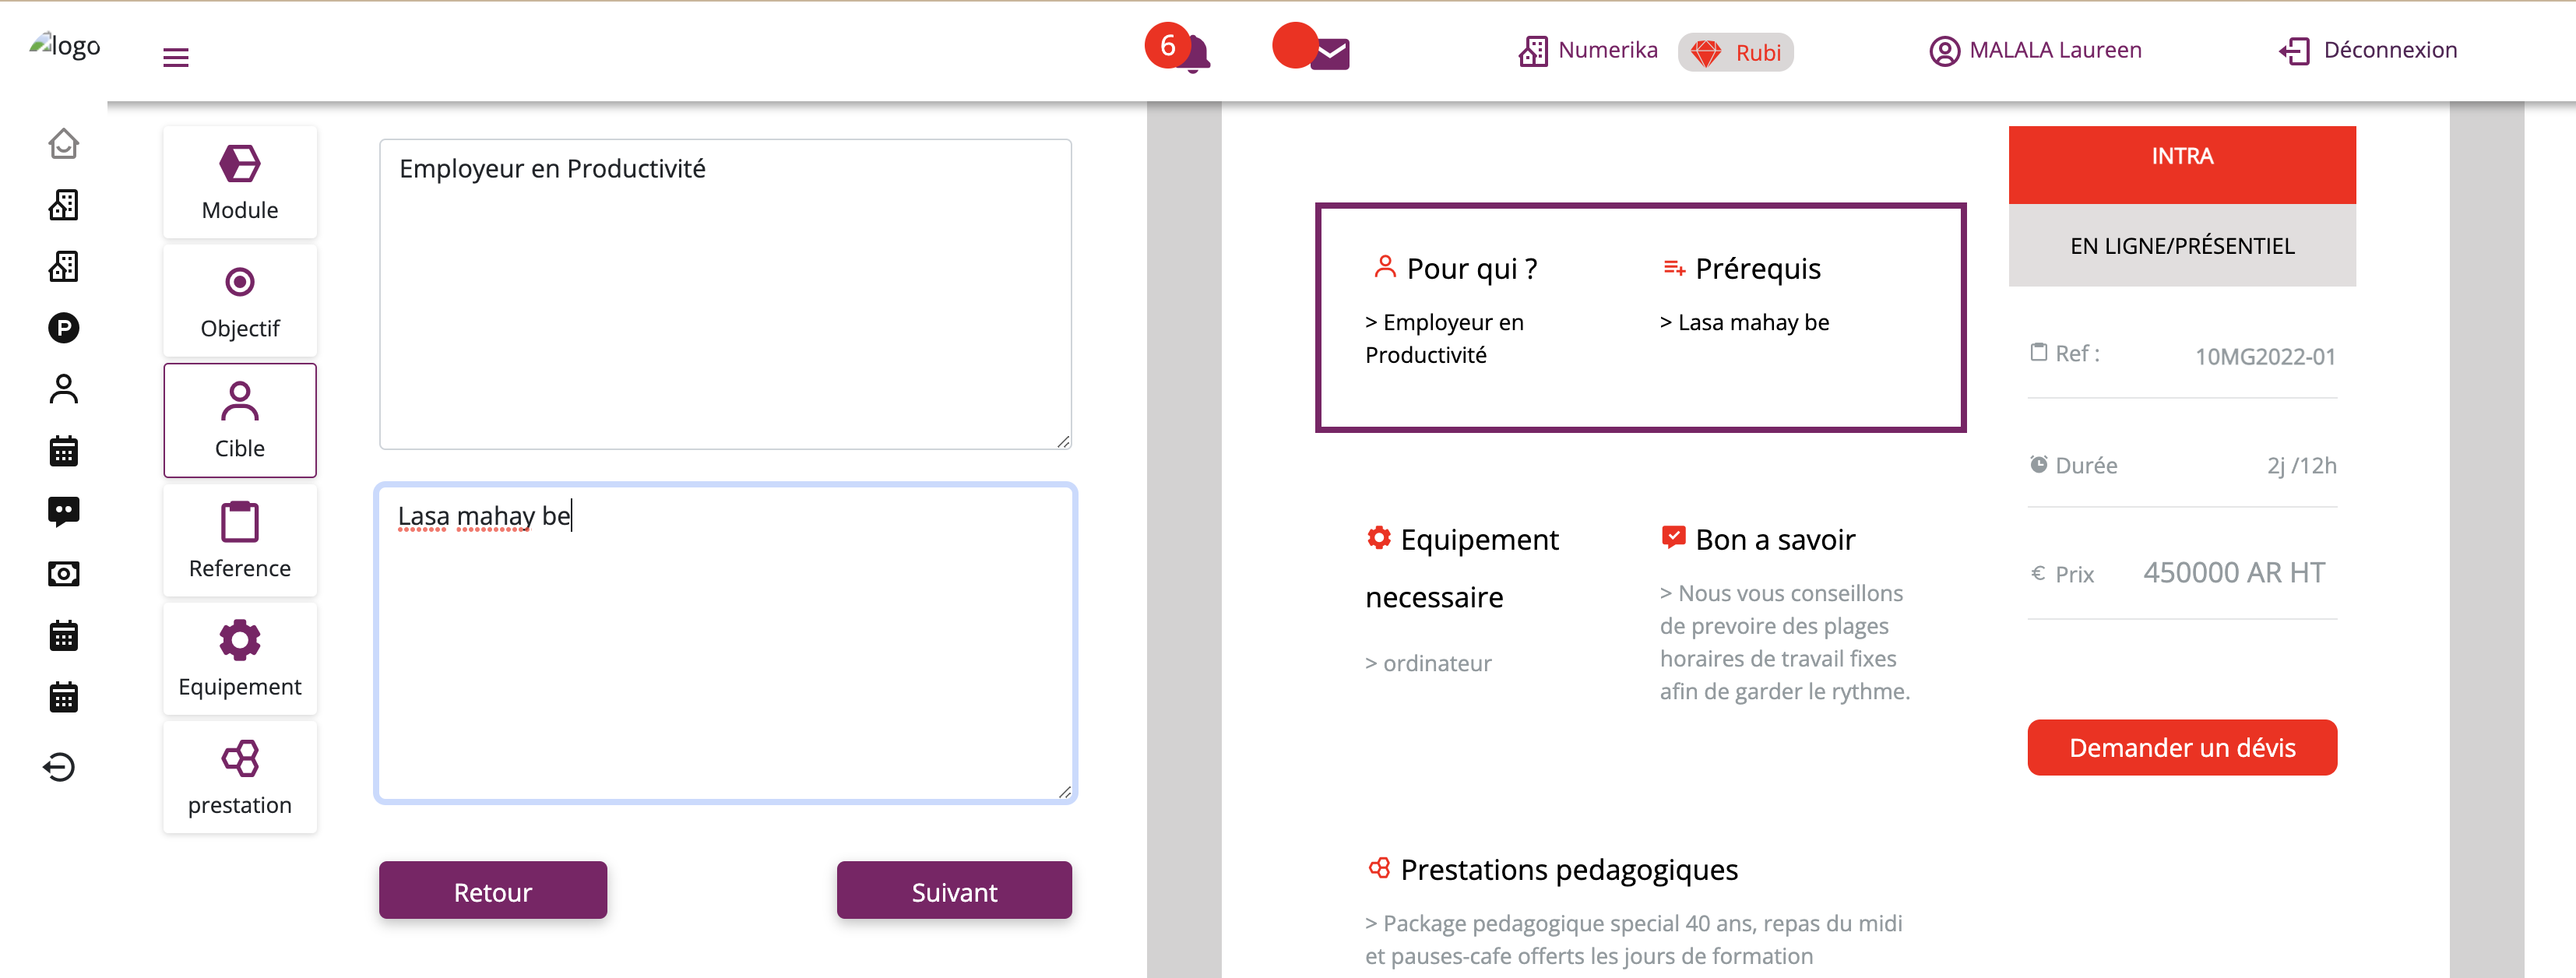 logo
6
Numerika
Rubi
MALALA Laureen
Déconnexion
Module
Objectif
Cible
Reference
Equipement
prestation
Employeur en Productivité
Lasa mahay be
Retour
Suivant
Pour qui ?
> Employeur en
Productivité
Prérequis
> Lasa mahay be
Equipement
necessaire
> ordinateur
Bon a savoir
> Nous vous conseillons
de prevoire des plages
horaires de travail fixes
afin de garder le rythme.
Prestations pedagogiques
> Package pedagogique special 40 ans, repas du midi
et pauses-cafe offerts les jours de formation
INTRA
EN LIGNE/PRÉSENTIEL
Ref : 10MG2022-01
Durée 2j /12h
€ Prix 450000 AR HT
Demander un dévis